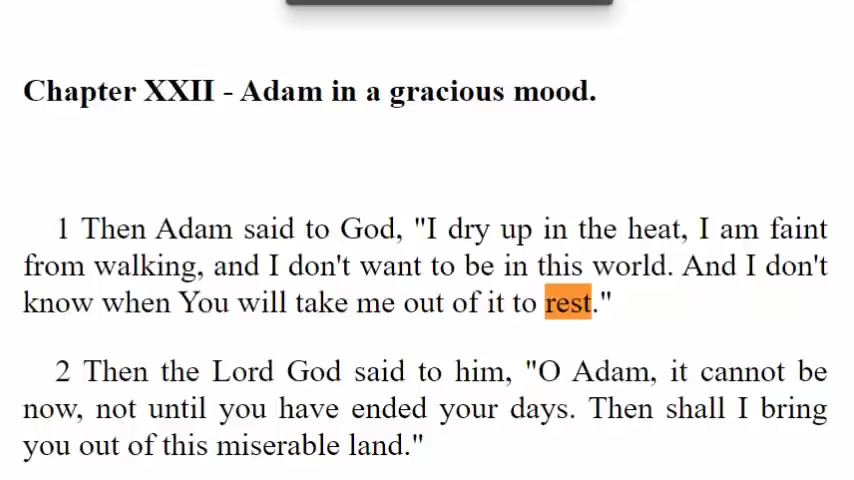 Chapter XXII - Adam in a gracious mood.
1 Then Adam said to God, "I dry up in the heat, I am faint
from walking, and I don't want to be in this world. And I don't
know when You will take me out of it to rest."
2 Then the Lord God said to him, "O Adam, it cannot be
now, not until you have ended your days. Then shall I bring
you out of this miserable land."